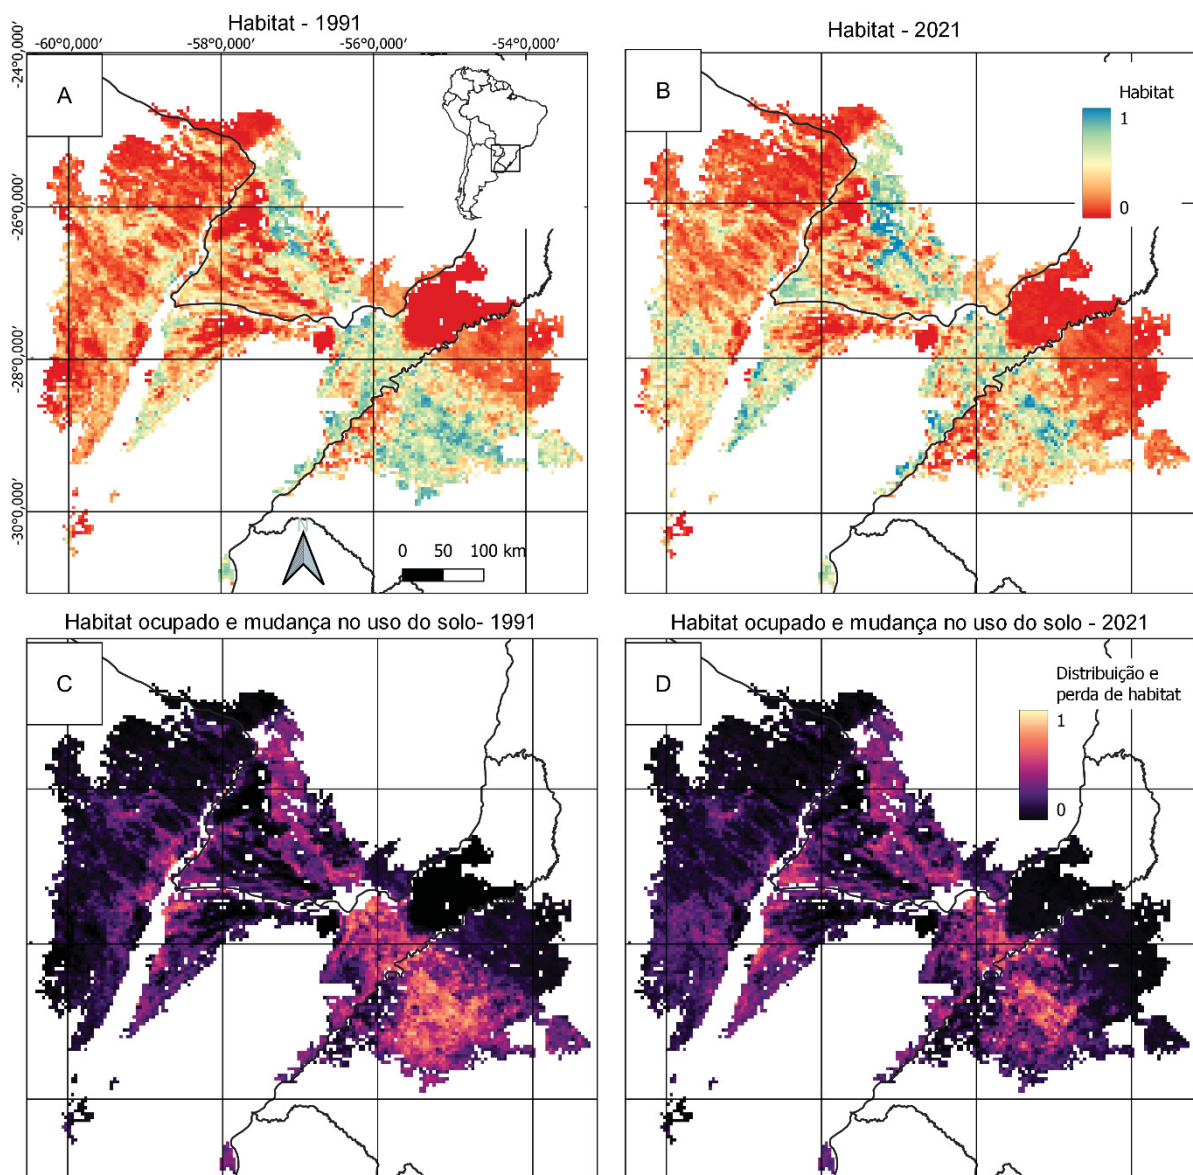 Habitat - 1991
-60°0,000′ -58°0,000′ -56°0,000′ -54°0,000′
-24°0,000′
-26°0,000′
-28°0,000′
-30°0,000′
A
N
0 50 100 km
Habitat - 2021
B
Habitat
1
0
Habitat ocupado e mudança no uso do solo- 1991
C
Habitat ocupado e mudança no uso do solo - 2021
D
Distribuição e
perda de habitat
1
0